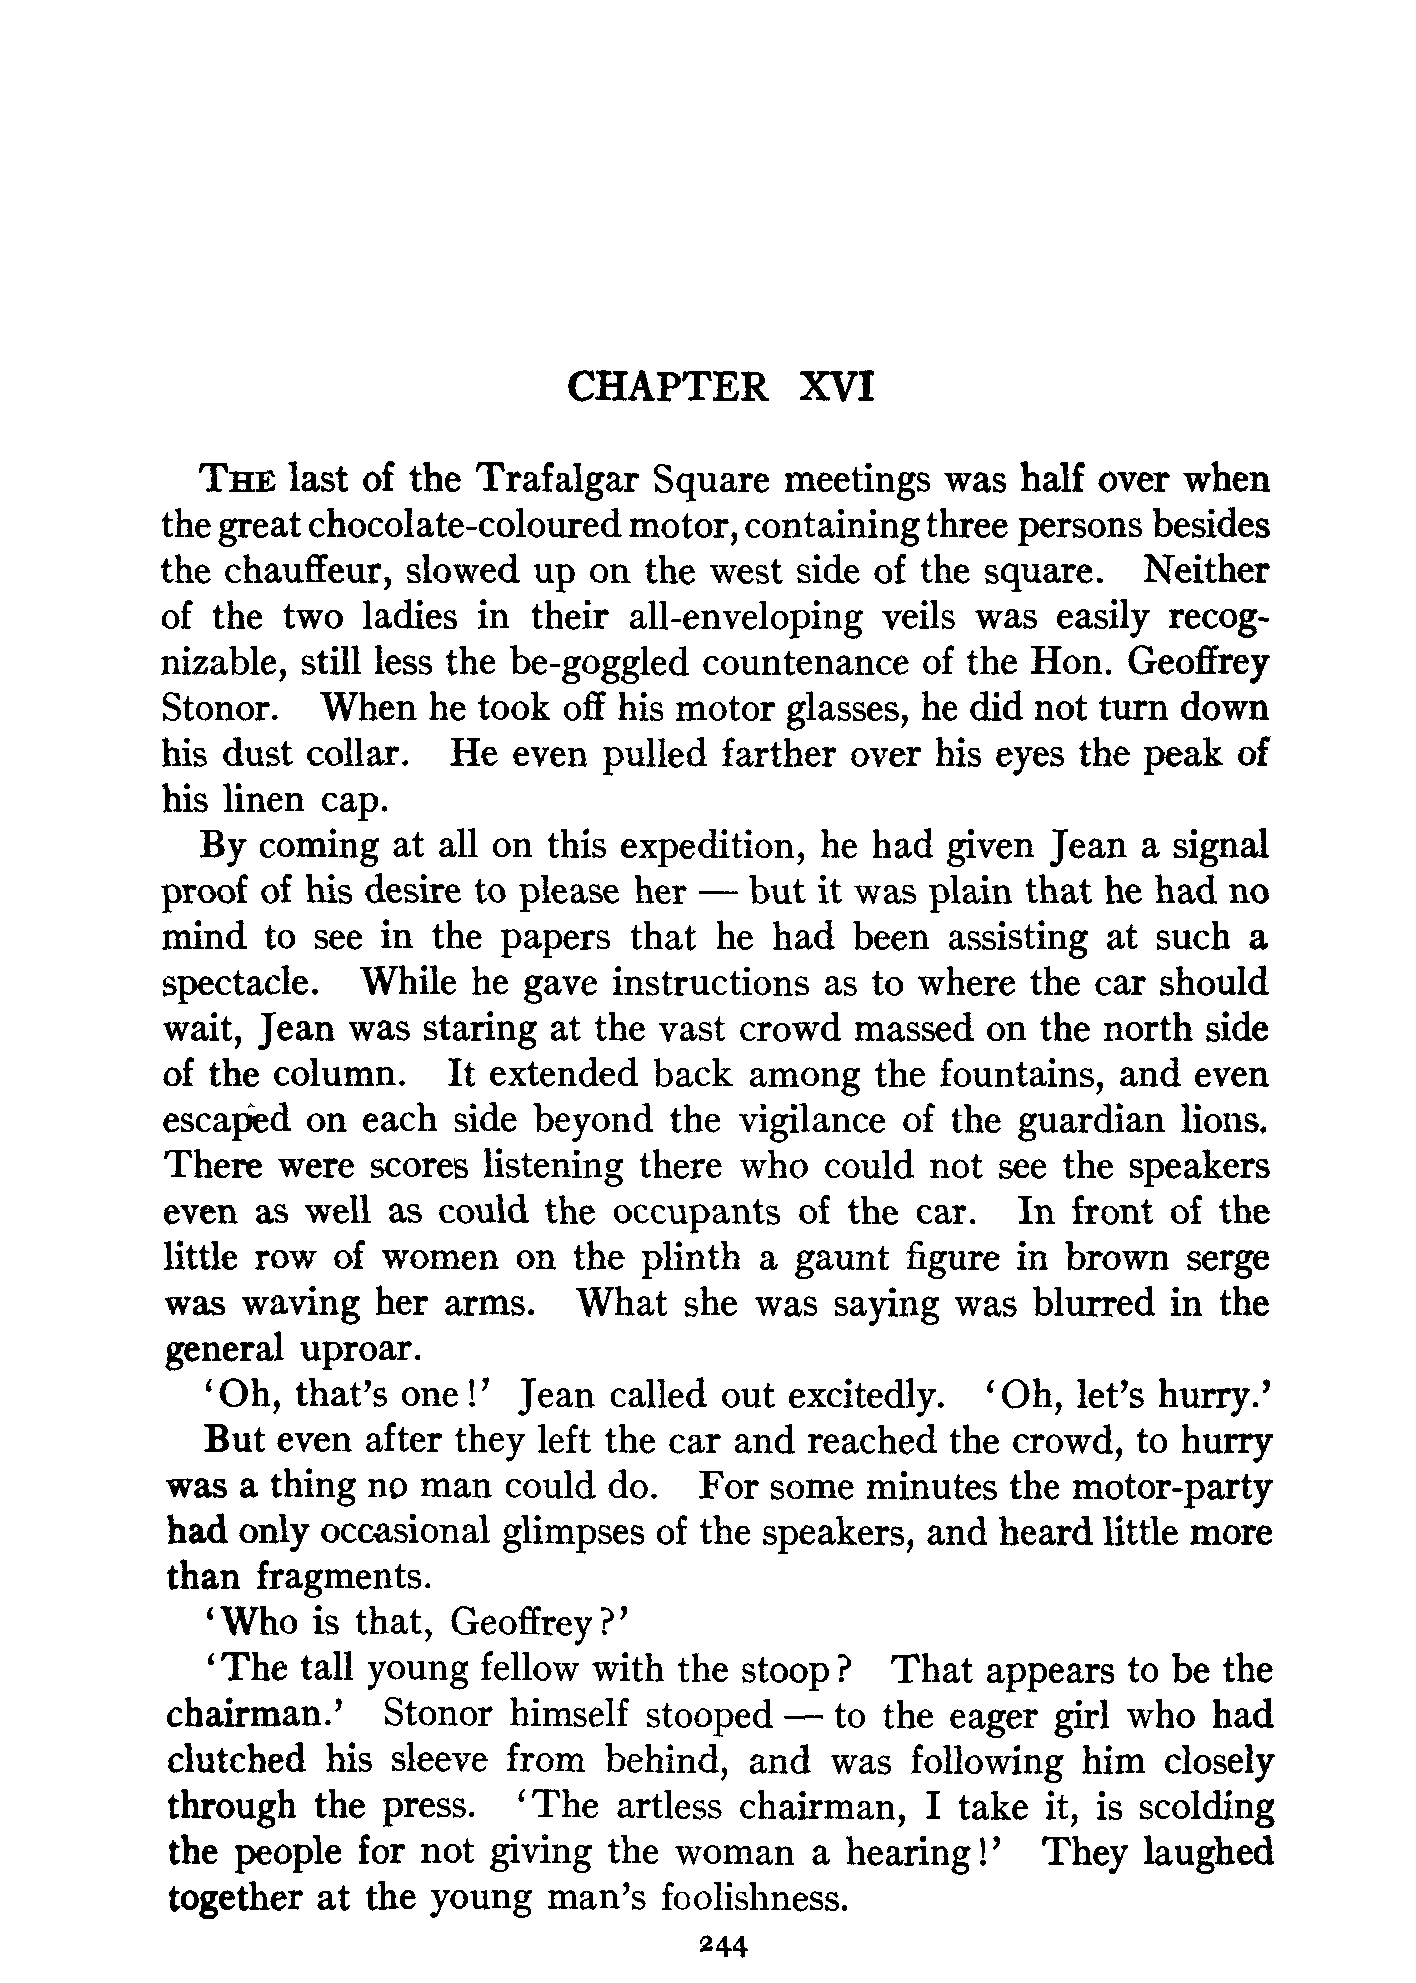 CHAPTER XVI
THE last of the Trafalgar Square meetings was half over when
the great chocolate-coloured motor, containing three persons besides
the chauffeur, slowed up on the west side of the square. Neither
of the two ladies in their all-enveloping veils was easily recog-
nizable, still less the be-goggled countenance of the Hon. Geoffrey
Stonor. When he took off his motor glasses, he did not turn down
his dust collar. He even pulled farther over his eyes the peak of
his linen cap.
By coming at all on this expedition, he had given Jean a signal
proof of his desire to please her — but it was plain that he had no
mind to see in the papers that he had been assisting at such a
spectacle. While he gave instructions as to where the car should
wait, Jean was staring at the vast crowd massed on the north side
of the column. It extended back among the fountains, and even
escaped on each side beyond the vigilance of the guardian lions.
There were scores listening there who could not see the speakers
even as well as could the occupants of the car. In front of the
little row of women on the plinth a gaunt figure in brown serge
was waving her arms. What she was saying was blurred in the
general uproar.
‘Oh, that’s one!’ Jean called out excitedly. ‘Oh, let’s hurry.’
But even after they left the car and reached the crowd, to hurry
was a thing no man could do. For some minutes the motor-party
had only occasional glimpses of the speakers, and heard little more
than fragments.
‘Who is that, Geoffrey?’
‘The tall young fellow with the stoop? That appears to be the
chairman.’ Stonor himself stooped — to the eager girl who had
clutched his sleeve from behind, and was following him closely
through the press. ‘The artless chairman, I take it, is scolding
the people for not giving the woman a hearing!’ They laughed
together at the young man’s foolishness.
244